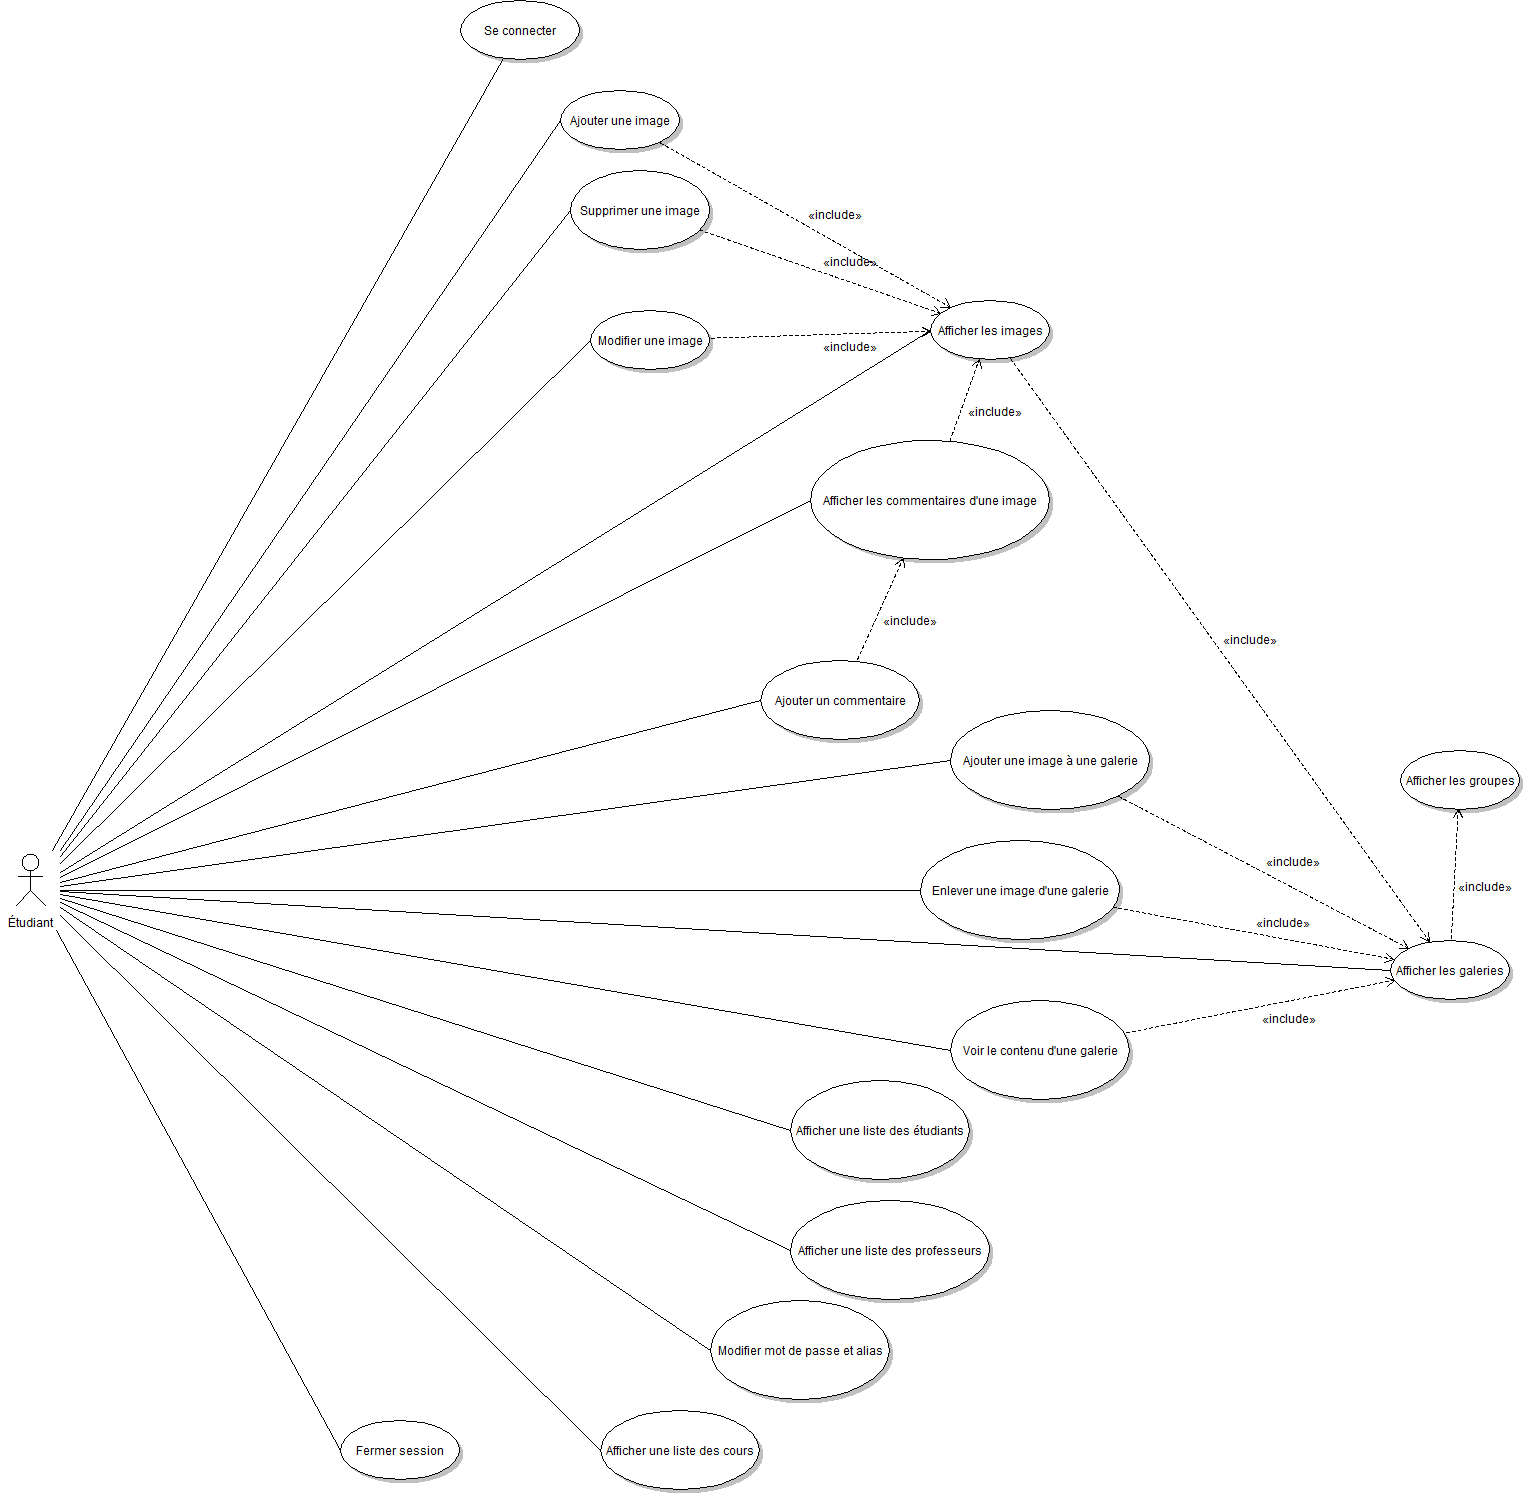 Se connecter
Ajouter une image
Supprimer une image
«include»
«include»
Modifier une image
«include»
Afficher les images
«include»
Afficher les commentaires d'une image
«include»
«include»
Ajouter un commentaire
Ajouter une image à une galerie
Afficher les groupes
«include»
«include»
Enlever une image d'une galerie
«include»
Étudiant
Afficher les galeries
«include»
Voir le contenu d'une galerie
Afficher une liste des étudiants
Afficher une liste des professeurs
Modifier mot de passe et alias
Fermer session
Afficher une liste des cours